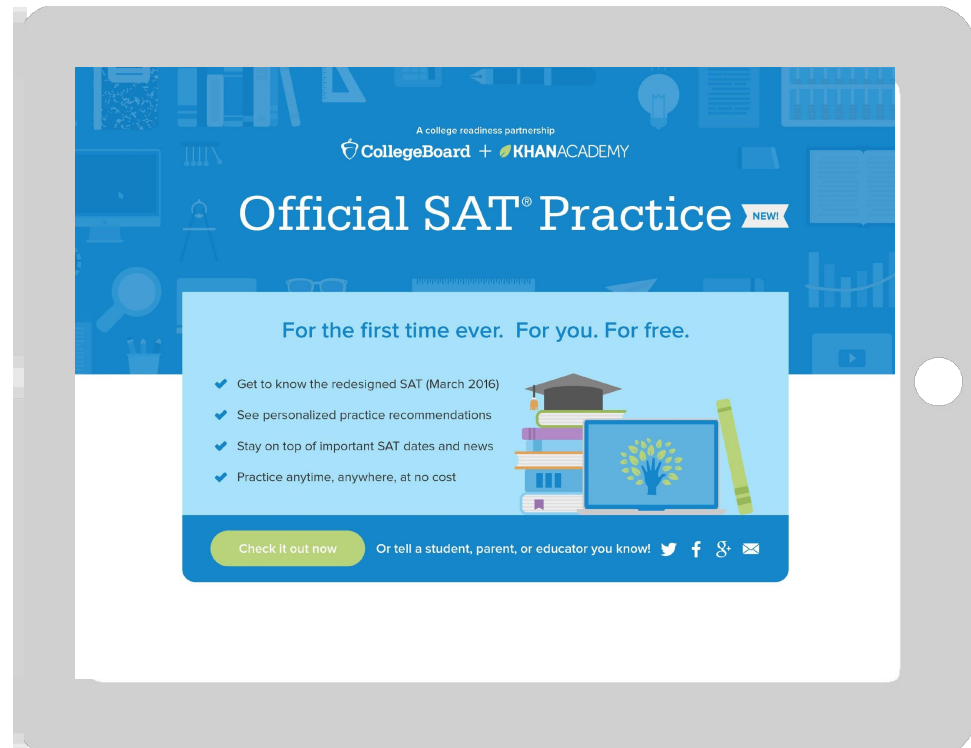 A college readiness partnership
CollegeBoard + KHANACADEMY
Official SAT® Practice NEW!
For the first time ever. For you. For free.
Get to know the redesigned SAT (March 2016)
See personalized practice recommendations
Stay on top of important SAT dates and news
Practice anytime, anywhere, at no cost
Check it out now Or tell a student, parent, or educator you know!